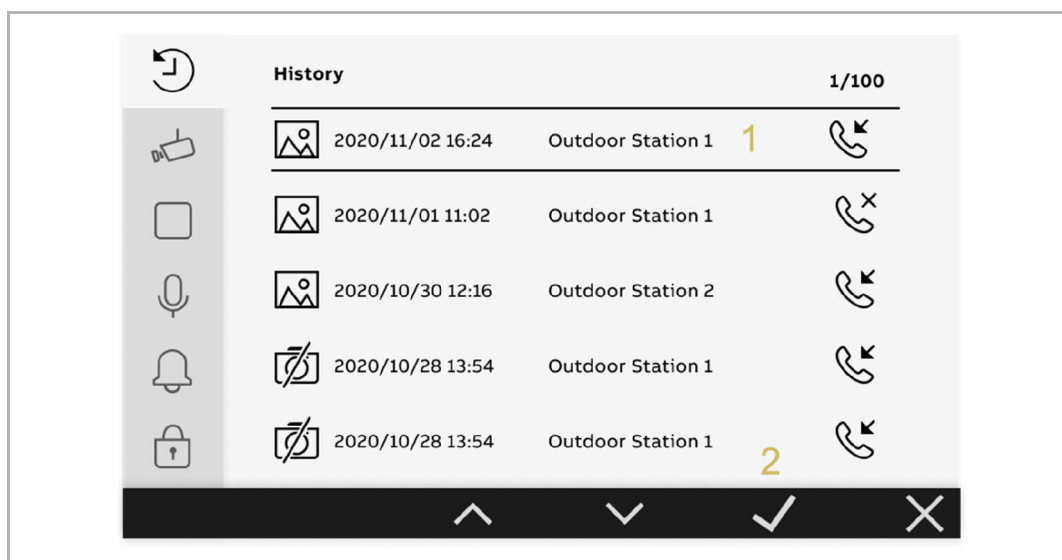 History
1/100
2020/11/02 16:24 Outdoor Station 1 1
2020/11/01 11:02 Outdoor Station 1
2020/10/30 12:16 Outdoor Station 2
2020/10/28 13:54 Outdoor Station 1
2020/10/28 13:54 Outdoor Station 1
2